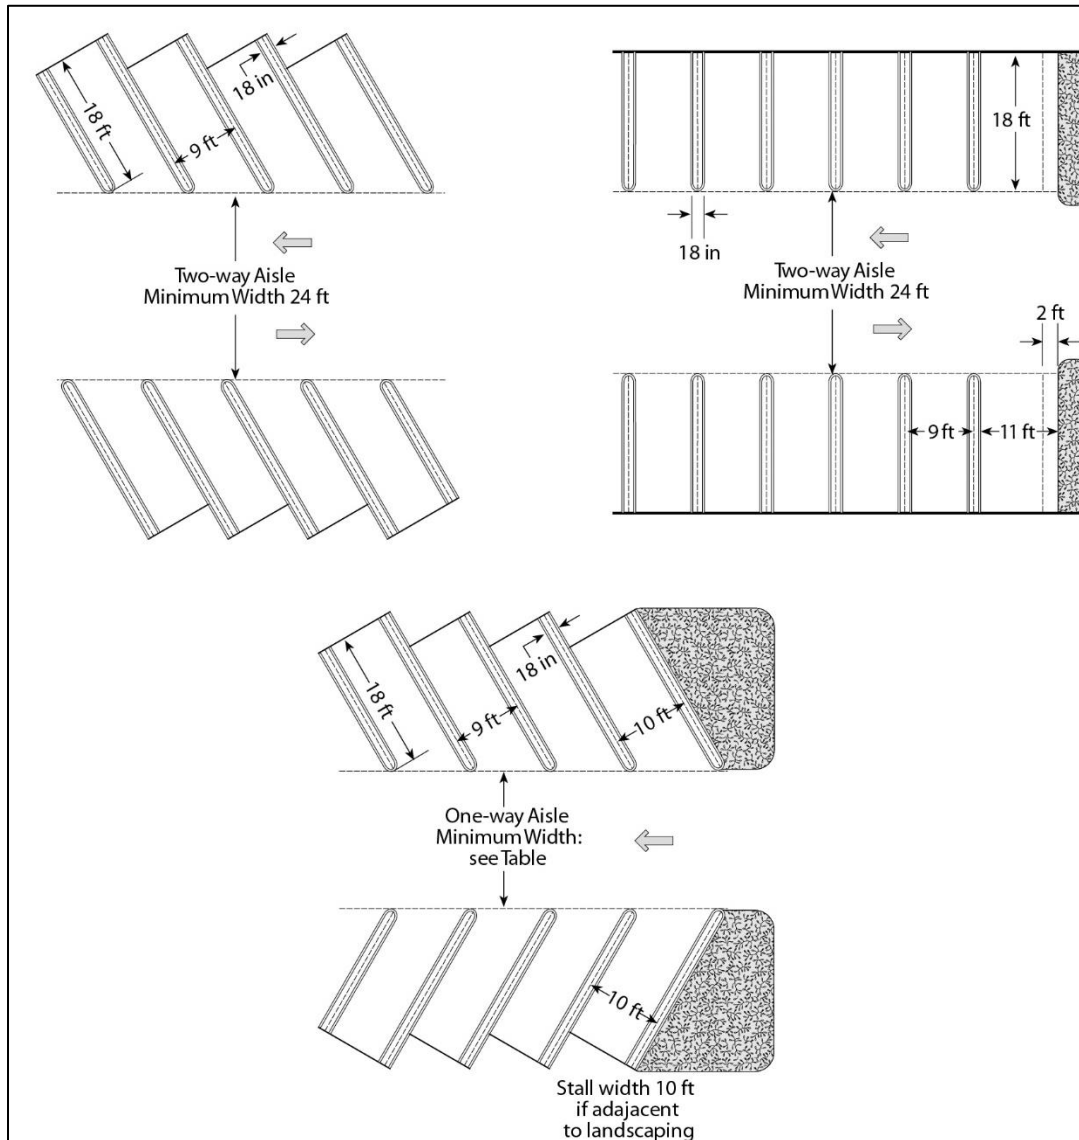 18 ft
9 ft
18 in
Two-way Aisle
Minimum Width 24 ft
18 ft
18 in
Two-way Aisle
Minimum Width 24 ft
2 ft
9 ft
11 ft
18 ft
9 ft
18 in
10 ft
One-way Aisle
Minimum Width:
see Table
10 ft
Stall width 10 ft
if adajacent
to landscaping